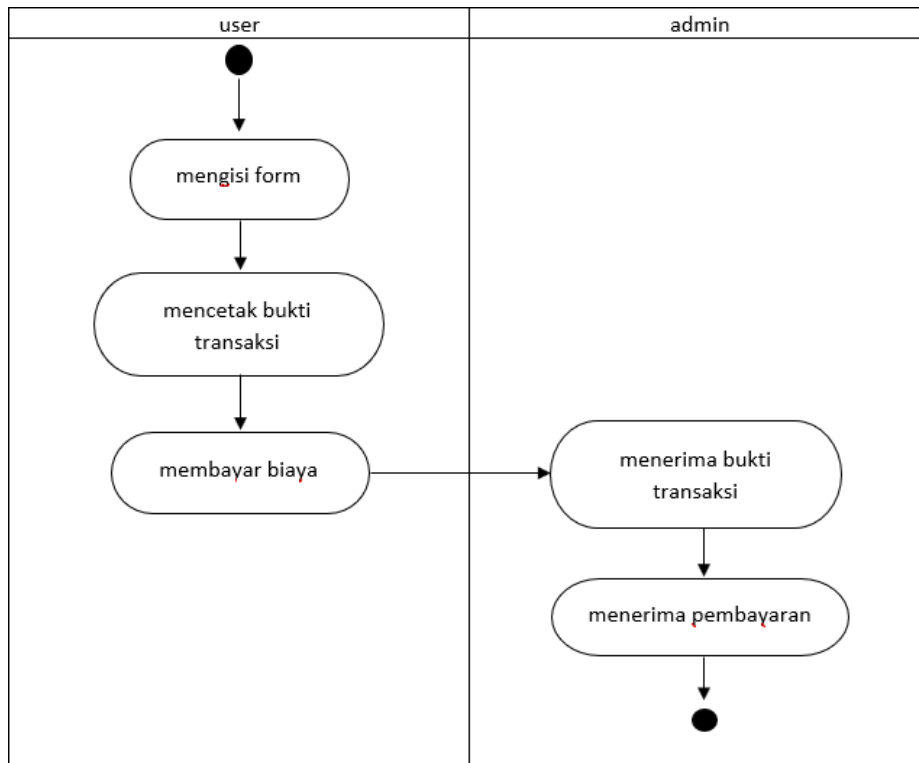 user
admin
mengisi form
mencetak bukti
transaksi
membayar biaya
menerima bukti
transaksi
menerima pembayaran